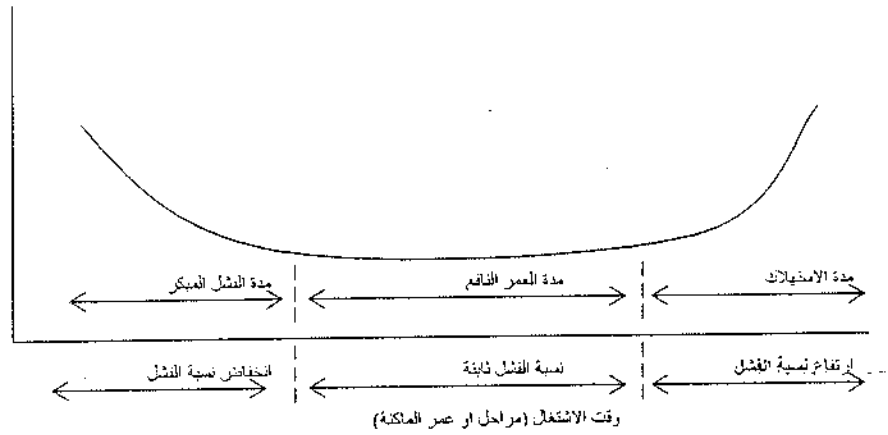 مدة الفشل المبكر
مدة العمر النافع
مدة الاستهلاك
انخفاض نسبة الفشل
نسبة الفشل ثابتة
ارتفاع نسبة الفشل
وقت الاشتغال (مراحل او عمر الماكنة)